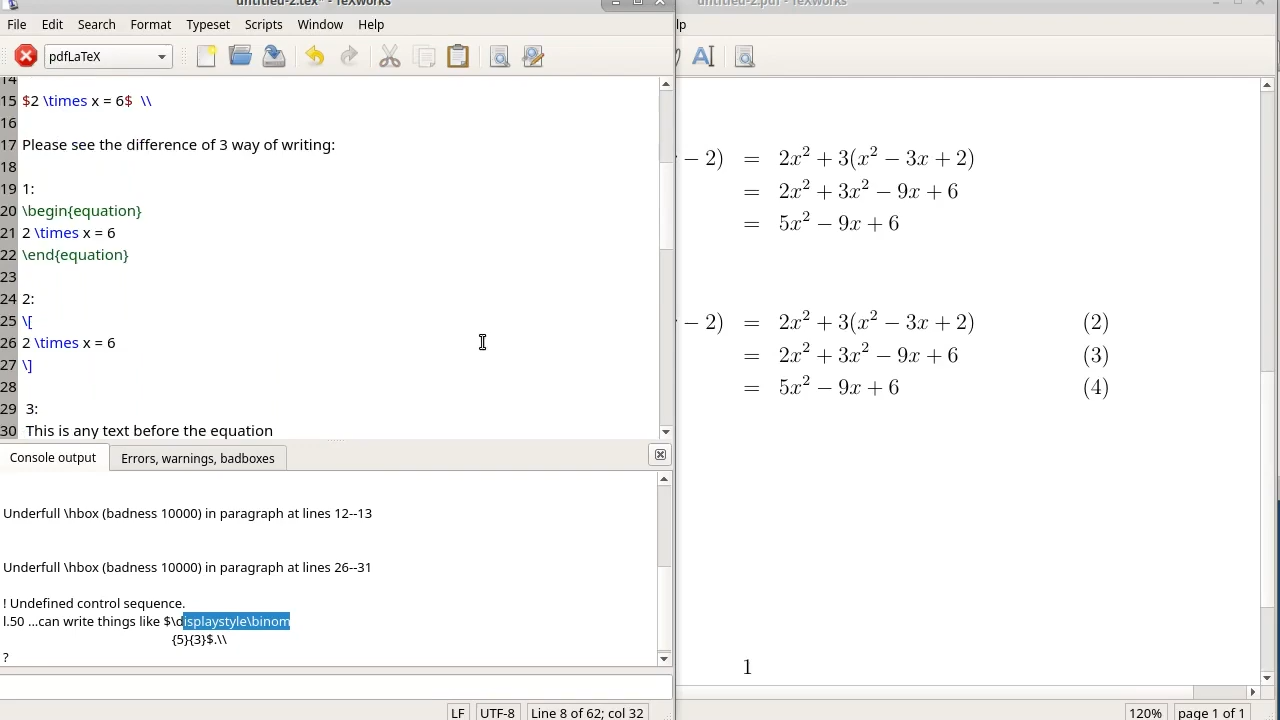 untitled-2.tex* - TeXworks
untitled-2.pdf - TeXworks
File Edit Search Format Typeset Scripts Window Help
lp
pdfLaTeX
14
15 $2 \times x = 6$ \\
16
17 Please see the difference of 3 way of writing:
18
19 1:
20 \begin{equation}
21 2 \times x = 6
22 \end{equation}
23
24 2:
25 \[
26 2 \times x = 6
27 \]
28
29 3:
30 This is any text before the equation
Console output Errors, warnings, badboxes
Underfull \hbox (badness 10000) in paragraph at lines 12--13
Underfull \hbox (badness 10000) in paragraph at lines 26--31
! Undefined control sequence.
l.50 ...can write things like $\displaystyle\binom
{5}{3}$.\\
?
LF UTF-8 Line 8 of 62; col 32
− 2) = 2x² + 3(x² − 3x + 2)
= 2x² + 3x² − 9x + 6
= 5x² − 9x + 6
− 2) = 2x² + 3(x² − 3x + 2) (2)
= 2x² + 3x² − 9x + 6 (3)
= 5x² − 9x + 6 (4)
1
120% page 1 of 1